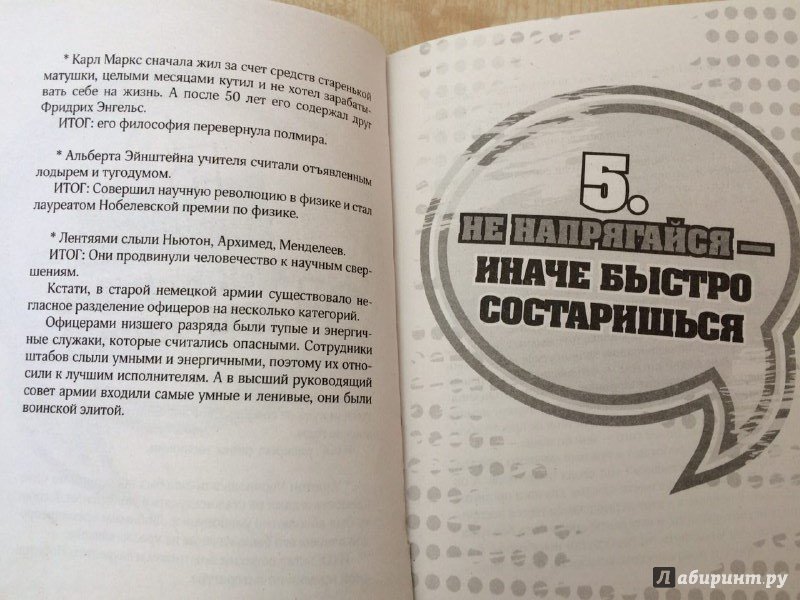 * Карл Маркс сначала жил за счет средств старенькой
матушки, целыми месяцами кутил и не хотел зарабаты-
вать себе на жизнь. А после 50 лет его содержал друг
Фридрих Энгельс.
ИТОГ: его философия перевернула полмира.
* Альберта Эйнштейна учителя считали отъявленным
лодырем и тугодумом.
ИТОГ: Совершил научную революцию в физике и стал
лауреатом Нобелевской премии по физике.
* Лентяями слыли Ньютон, Архимед, Менделеев.
ИТОГ: Они продвинули человечество к научным свер-
шениям.
Кстати, в старой немецкой армии существовало не-
гласное разделение офицеров на несколько категорий.
Офицерами низшего разряда были тупые и энергич-
ные служаки, которые считались опасными. Сотрудники
штабов слыли умными и энергичными, поэтому их отно-
сили к лучшим исполнителям. А в высший руководящий
совет армии входили самые умные и ленивые, они были
воинской элитой.
5.
НЕ НАПРЯГАЙСЯ —
ИНАЧЕ БЫСТРО
СОСТАРИШЬСЯ
Лабиринт.ру